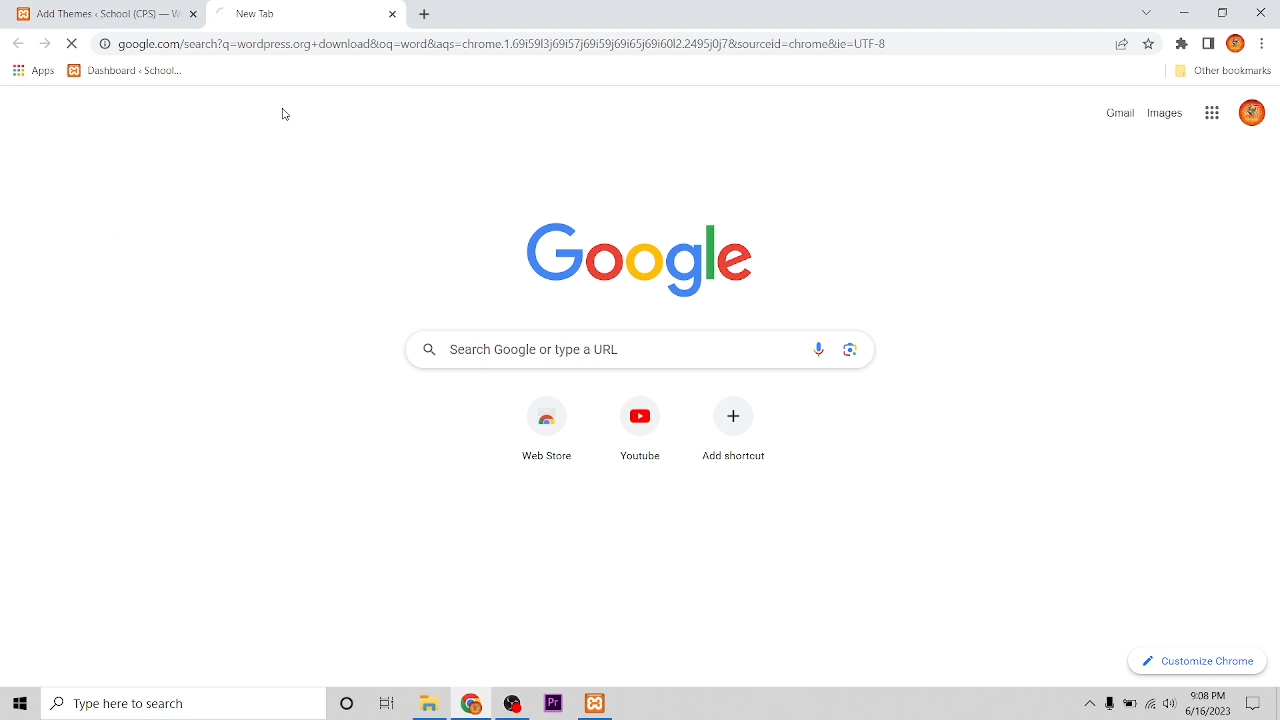 Add Themes ‹ School (CPS) — W
New Tab
google.com/search?q=wordpress.org+download&oq=word&aqs=chrome.1.69i59l3j69i57j69i59j69i65j69i60l2.2495j0j7&sourceid=chrome&ie=UTF-8
Apps
Dashboard ‹ School...
Other bookmarks
Gmail
Images
Google
Search Google or type a URL
Web Store
Youtube
Add shortcut
Customize Chrome
Type here to search
Pr
9:08 PM
6/16/2023